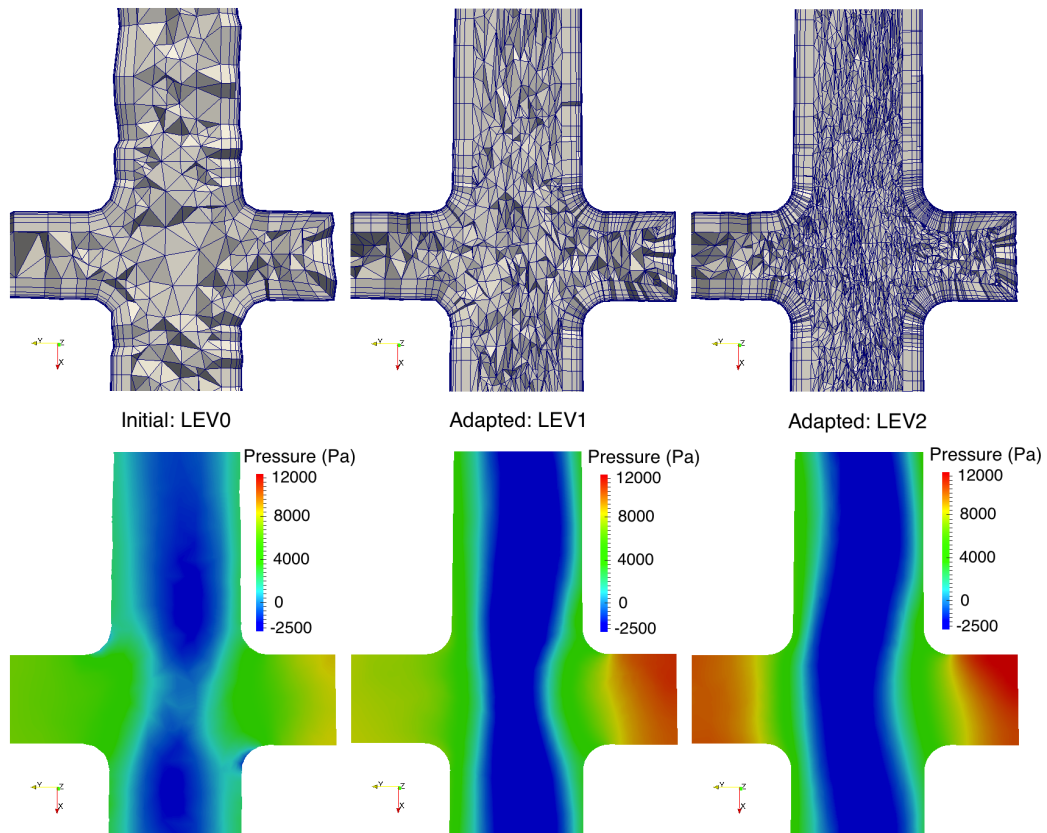 Y Z
X
Y Z
X
Y Z
X
Initial: LEV0
Adapted: LEV1
Adapted: LEV2
Pressure (Pa)
12000
8000
4000
0
-2500
Pressure (Pa)
12000
8000
4000
0
-2500
Pressure (Pa)
12000
8000
4000
0
-2500
Y Z
X
Y Z
X
Y Z
X